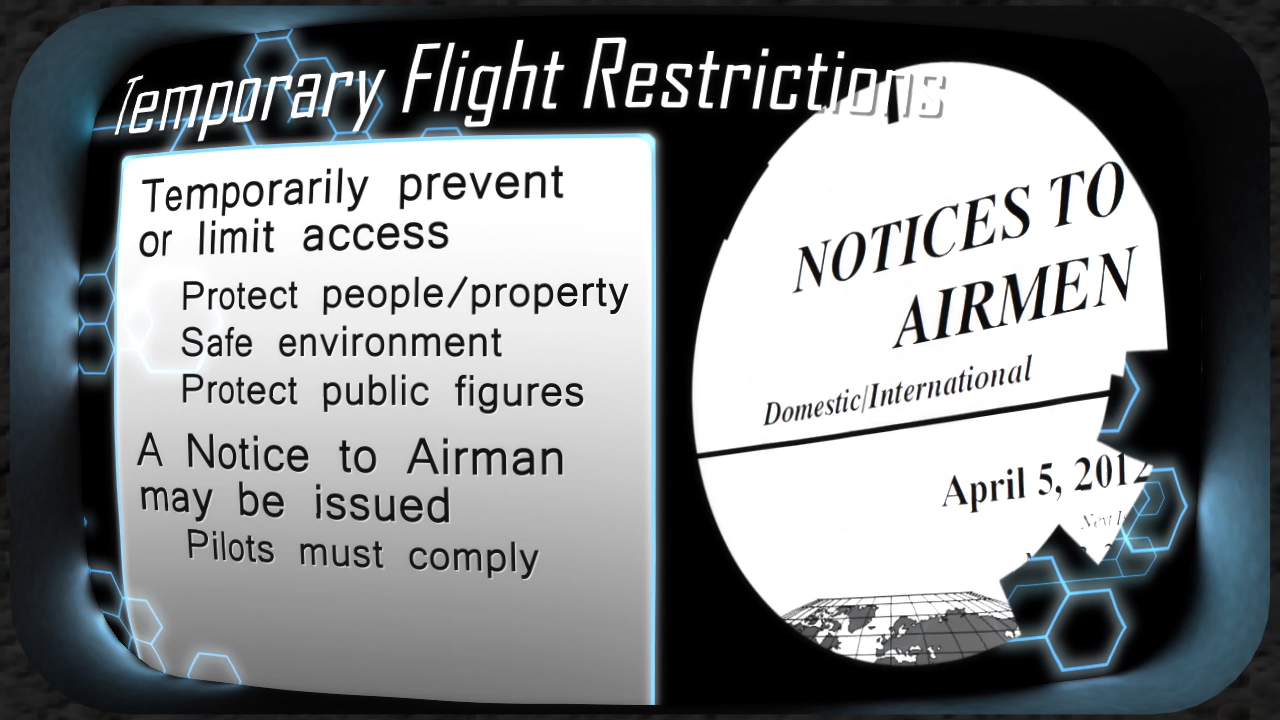 Temporary Flight Restrictions
Temporarily prevent
or limit access
Protect people/property
Safe environment
Protect public figures
A Notice to Airman
may be issued
Pilots must comply
NOTICES TO
AIRMEN
Domestic/International
April 5, 2012
Next